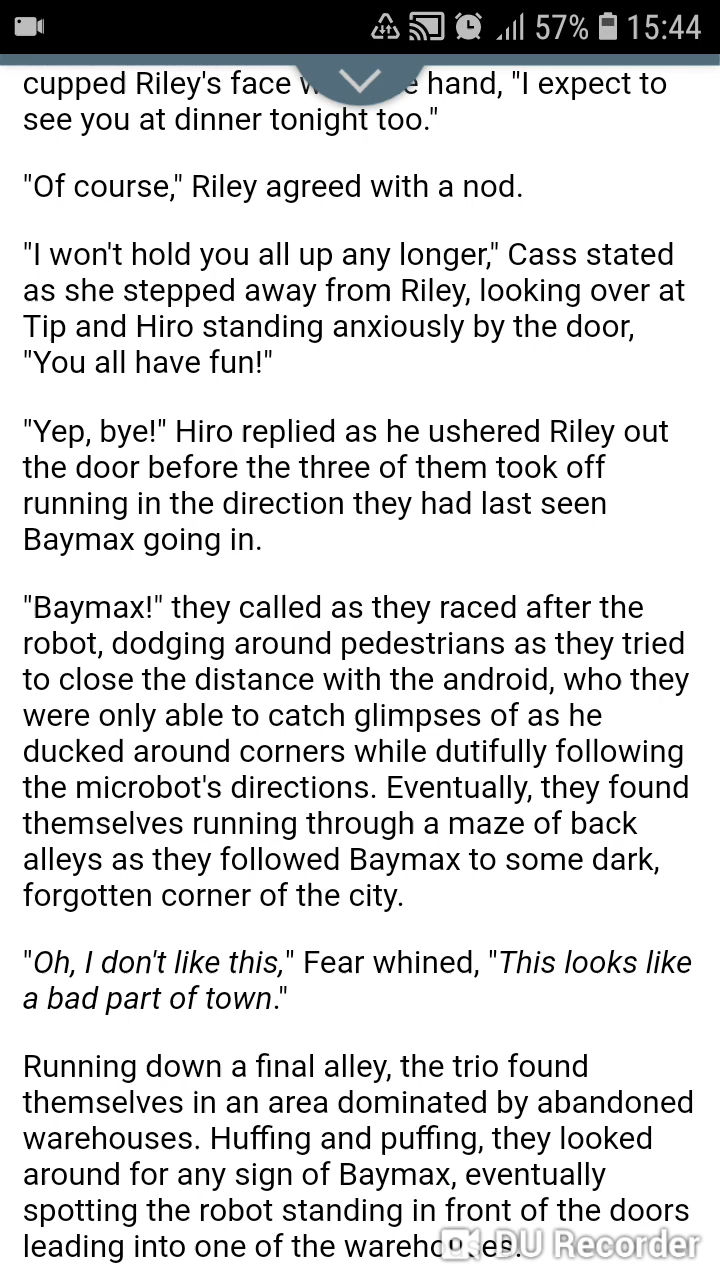 57% 15:44
cupped Riley's face hand, "I expect to
see you at dinner tonight too."
"Of course," Riley agreed with a nod.
"I won't hold you all up any longer," Cass stated
as she stepped away from Riley, looking over at
Tip and Hiro standing anxiously by the door,
"You all have fun!"
"Yep, bye!" Hiro replied as he ushered Riley out
the door before the three of them took off
running in the direction they had last seen
Baymax going in.
"Baymax!" they called as they raced after the
robot, dodging around pedestrians as they tried
to close the distance with the android, who they
were only able to catch glimpses of as he
ducked around corners while dutifully following
the microbot's directions. Eventually, they found
themselves running through a maze of back
alleys as they followed Baymax to some dark,
forgotten corner of the city.
"Oh, I don't like this," Fear whined, "This looks like
a bad part of town."
Running down a final alley, the trio found
themselves in an area dominated by abandoned
warehouses. Huffing and puffing, they looked
around for any sign of Baymax, eventually
spotting the robot standing in front of the doors
leading into one of the warehouses.
DU Recorder